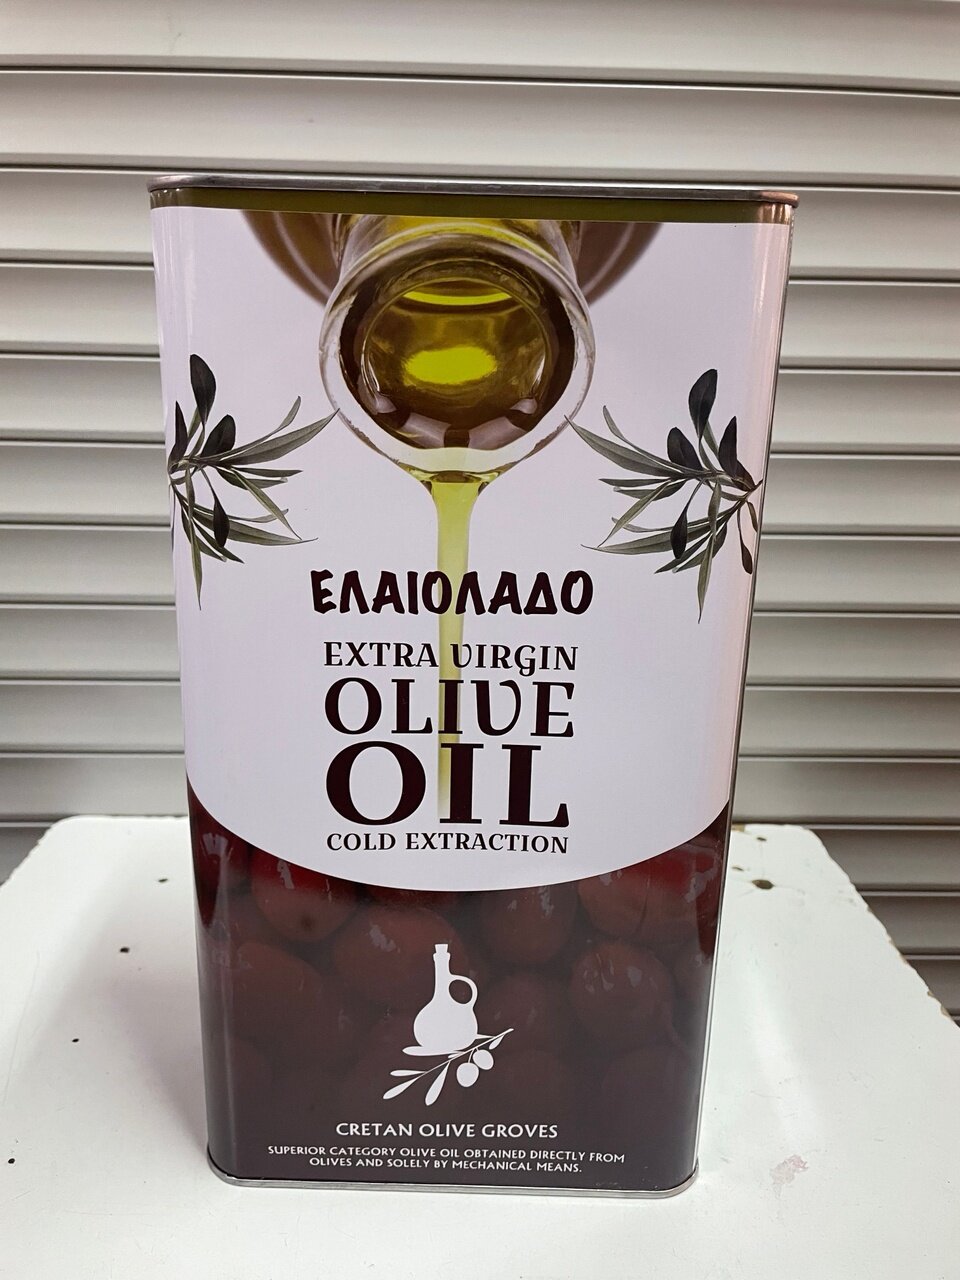 ΕΛΑΙΟΛΑΔΟ
EXTRA VIRGIN
OLIVE
OIL
COLD EXTRACTION
CRETAN OLIVE GROVES
SUPERIOR CATEGORY OLIVE OIL OBTAINED DIRECTLY FROM
OLIVES AND SOLELY BY MECHANICAL MEANS.